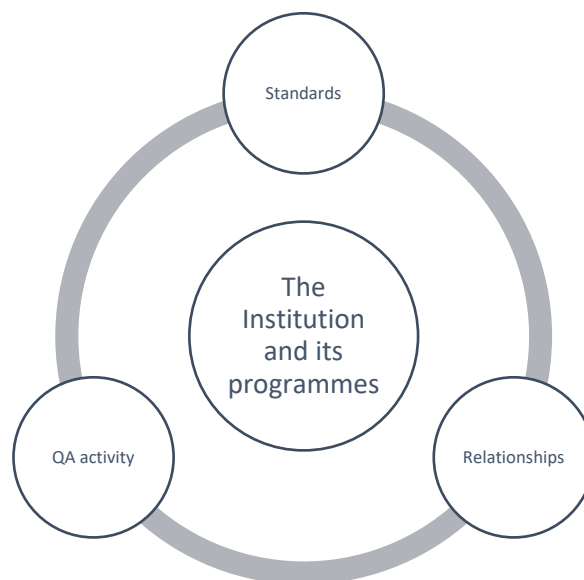 Standards
The
Institution
and its
programmes
QA activity
Relationships